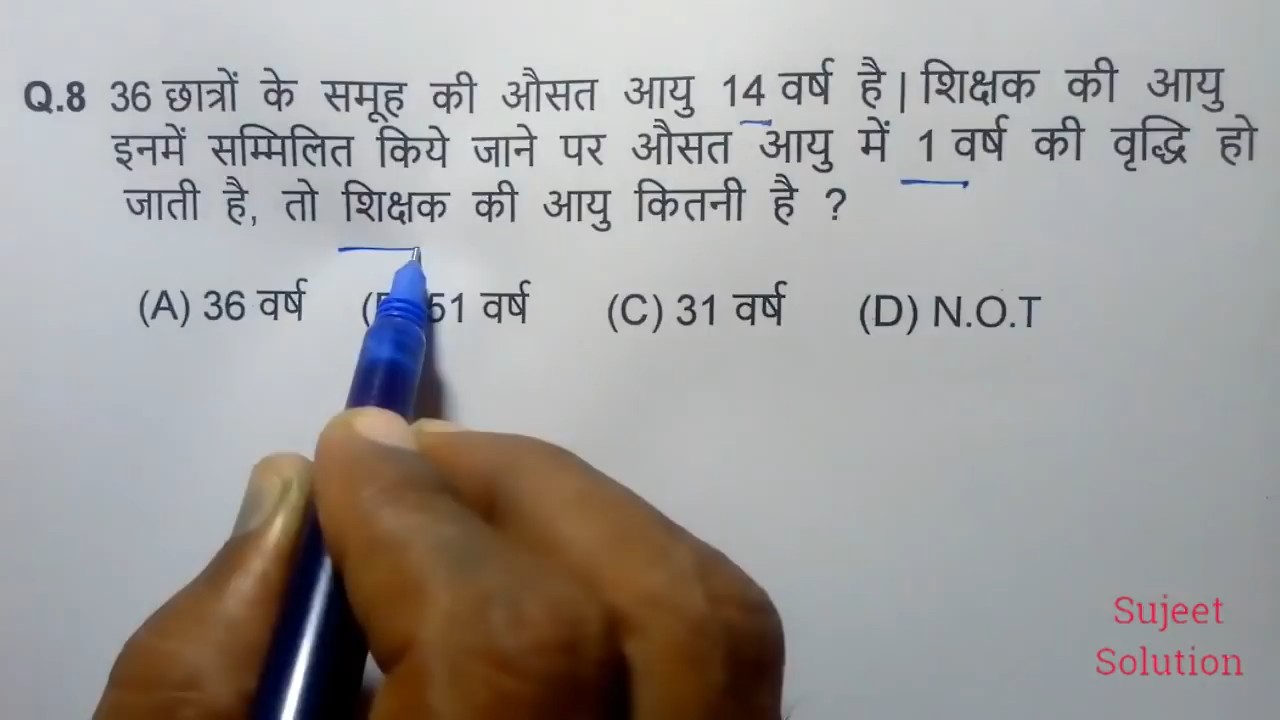 Q.8 36 छात्रों के समूह की औसत आयु 14 वर्ष है | शिक्षक की आयु
इनमें सम्मिलित किये जाने पर औसत आयु में 1 वर्ष की वृद्धि हो
जाती है, तो शिक्षक की आयु कितनी है ?
(A) 36 वर्ष 51 वर्ष (C) 31 वर्ष (D) N.O.T
Sujeet
Solution